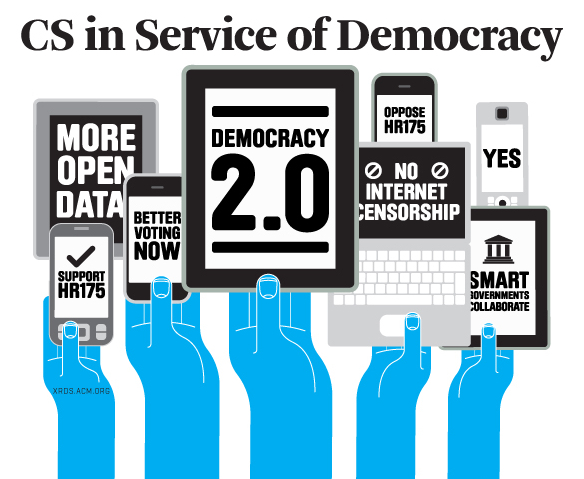 CS in Service of Democracy
MORE
OPEN
DATA
SUPPORT
HR175
BETTER
VOTING
NOW
DEMOCRACY
2.0
OPPOSE
HR175
NO
INTERNET
CENSORSHIP
YES
SMART
GOVERNMENTS
COLLABORATE
XRDS.ACM.ORG